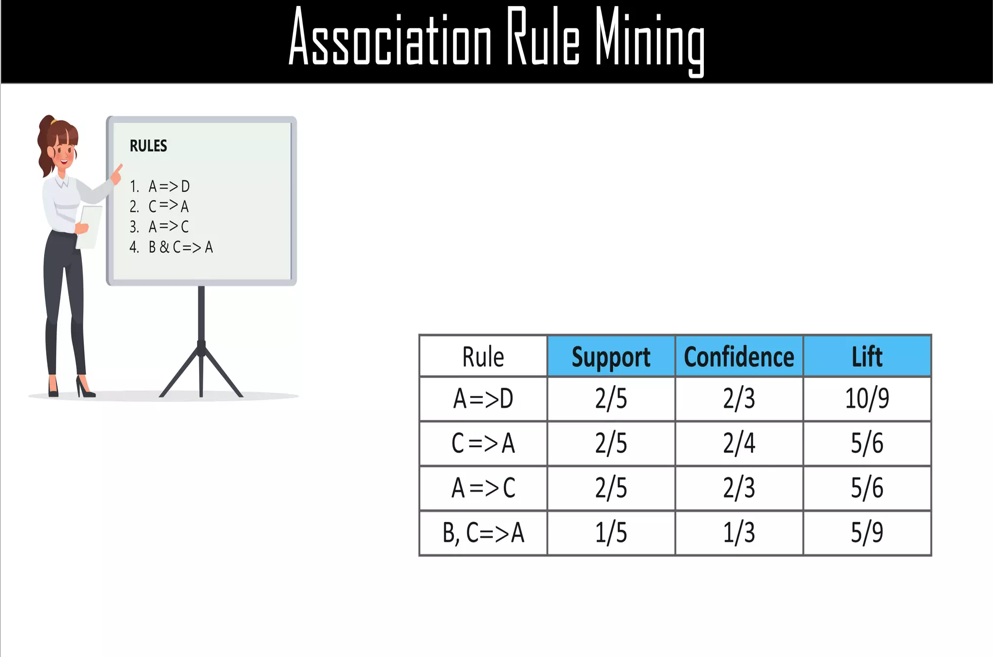 Association Rule Mining
RULES
1. A=>D
2. C=>A
3. A=>C
4. B & C=> A
Rule Support Confidence Lift
A=>D 2/5 2/3 10/9
C=>A 2/5 2/4 5/6
A=>C 2/5 2/3 5/6
B, C=>A 1/5 1/3 5/9